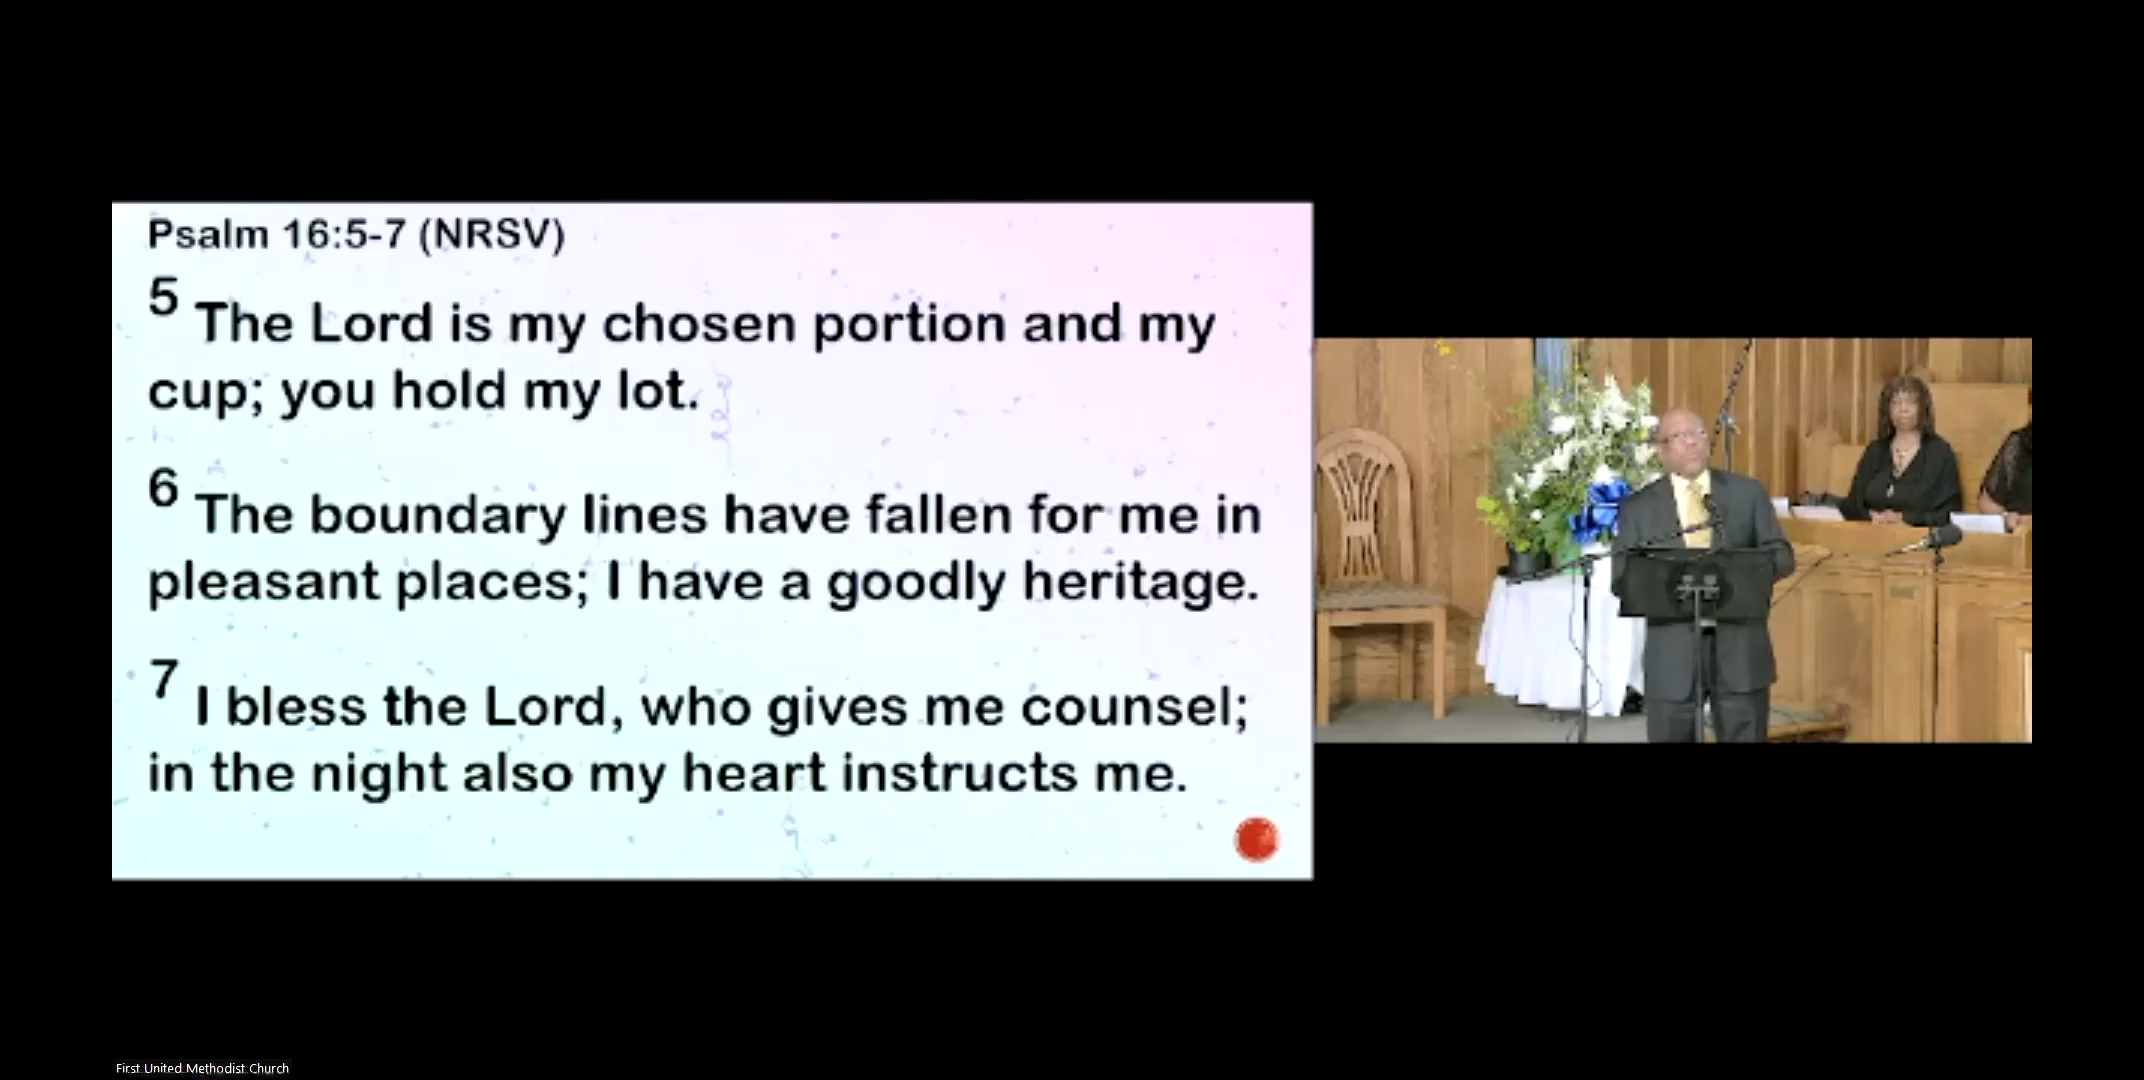 Psalm 16:5-7 (NRSV)
5 The Lord is my chosen portion and my
cup; you hold my lot.
6 The boundary lines have fallen for me in
pleasant places; I have a goodly heritage.
7 I bless the Lord, who gives me counsel;
in the night also my heart instructs me.
First United Methodist Church